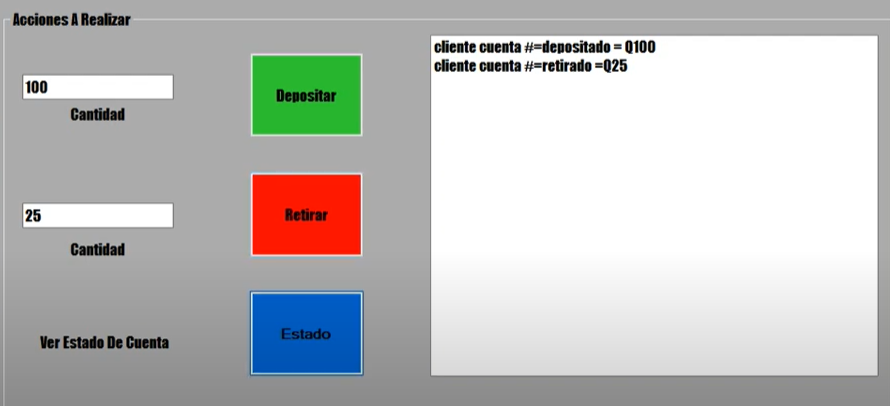 Acciones A Realizar
100
Cantidad
Depositar
25
Cantidad
Retirar
Ver Estado De Cuenta
Estado
cliente cuenta #=depositado = Q100
cliente cuenta #=retirado =Q25